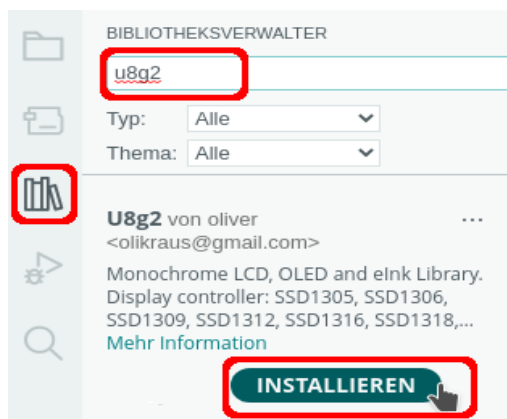 BIBLIOTHEKSVERWALTER
u8g2
Typ: Alle
Thema: Alle
U8g2 von oliver ...
<olikraus@gmail.com>
Monochrome LCD, OLED and eInk Library.
Display controller: SSD1305, SSD1306,
SSD1309, SSD1312, SSD1316, SSD1318,...
Mehr Information
INSTALLIEREN